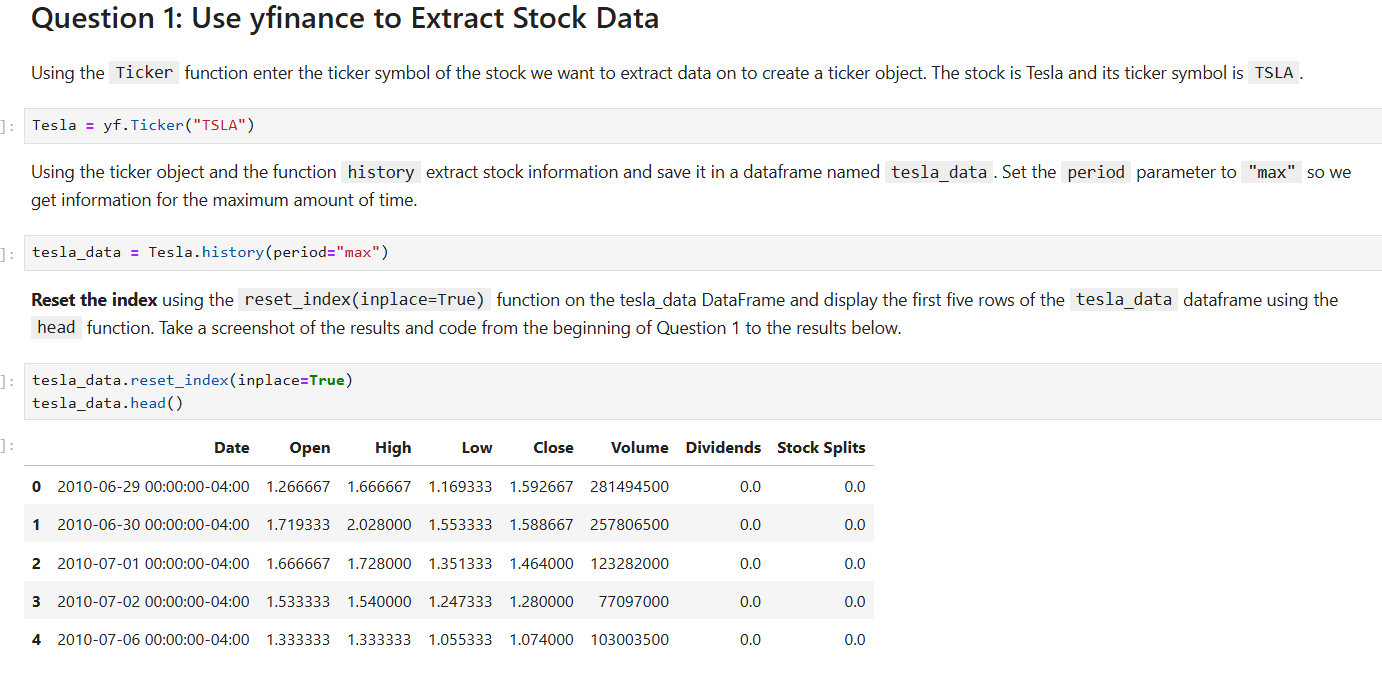 Question 1: Use yfinance to Extract Stock Data
Using the Ticker function enter the ticker symbol of the stock we want to extract data on to create a ticker object. The stock is Tesla and its ticker symbol is TSLA.
]: Tesla = yf.Ticker("TSLA")
Using the ticker object and the function history extract stock information and save it in a dataframe named tesla_data. Set the period parameter to "max" so we
get information for the maximum amount of time.
]: tesla_data = Tesla.history(period="max")
Reset the index using the reset_index(inplace=True) function on the tesla_data DataFrame and display the first five rows of the tesla_data dataframe using the
head function. Take a screenshot of the results and code from the beginning of Question 1 to the results below.
]: tesla_data.reset_index(inplace=True)
tesla_data.head()
]: Date Open High Low Close Volume Dividends Stock Splits
0 2010-06-29 00:00:00-04:00 1.266667 1.666667 1.169333 1.592667 281494500 0.0 0.0
1 2010-06-30 00:00:00-04:00 1.719333 2.028000 1.553333 1.588667 257806500 0.0 0.0
2 2010-07-01 00:00:00-04:00 1.666667 1.728000 1.351333 1.464000 123282000 0.0 0.0
3 2010-07-02 00:00:00-04:00 1.533333 1.540000 1.247333 1.280000 77097000 0.0 0.0
4 2010-07-06 00:00:00-04:00 1.333333 1.333333 1.055333 1.074000 103003500 0.0 0.0